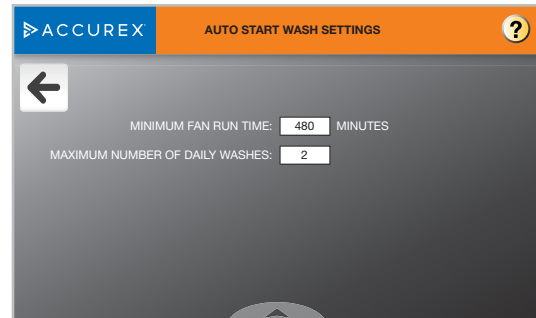 ACCUREX
AUTO START WASH SETTINGS
?
MINIMUM FAN RUN TIME: 480 MINUTES
MAXIMUM NUMBER OF DAILY WASHES: 2